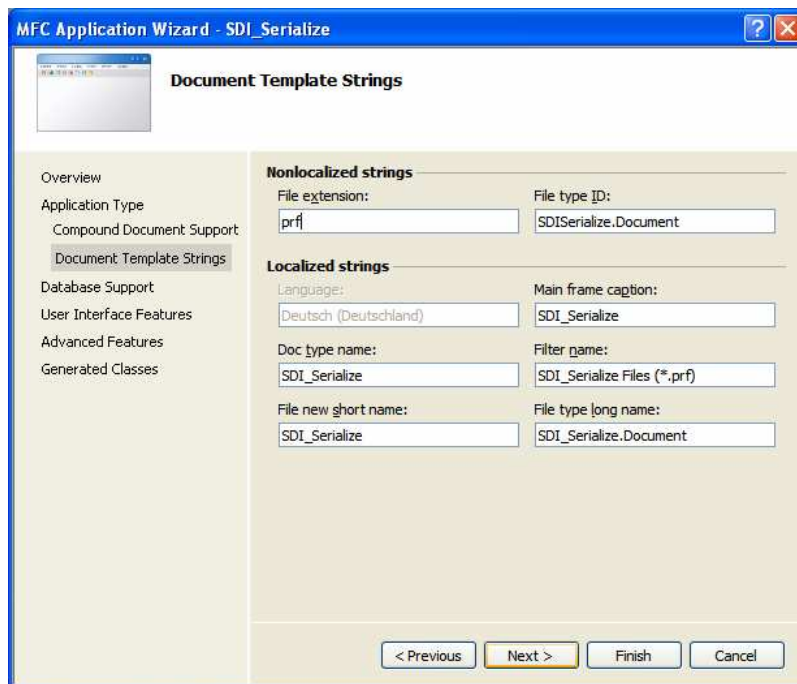 MFC Application Wizard - SDI_Serialize
Document Template Strings
Overview
Application Type
Compound Document Support
Document Template Strings
Database Support
User Interface Features
Advanced Features
Generated Classes
Nonlocalized strings
File extension:
File type ID:
prf
SDISerialize.Document
Localized strings
Language:
Main frame caption:
Deutsch (Deutschland)
SDI_Serialize
Doc type name:
Filter name:
SDI_Serialize
SDI_Serialize Files (*.prf)
File new short name:
File type long name:
SDI_Serialize
SDI_Serialize.Document
< Previous
Next >
Finish
Cancel